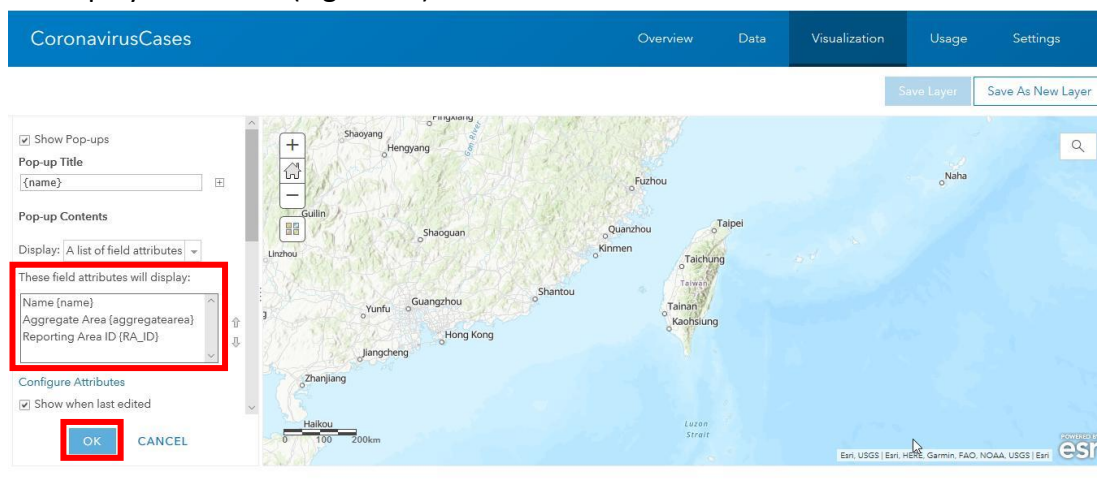 CoronavirusCases
Overview Data Visualization Usage Settings
Save Layer Save As New Layer
Show Pop-ups
Pop-up Title
{name}
Pop-up Contents
Display: A list of field attributes
These field attributes will display:
Name {name}
Aggregate Area {aggregatearea}
Reporting Area ID {RA_ID}
Configure Attributes
Show when last edited
OK CANCEL
+
−
Shaoyang
Hengyang
Fuzhou
Naha
Guilin
Shaoguan
Quanzhou
Taipei
Linzhou
Kinmen
Taichung
Taiwan
Shantou
Yunfu
Guangzhou
Tainan
Kaohsiung
Hong Kong
Jiangcheng
Zhanjiang
Haikou
Luzon
Strait
0 100 200km
Esri, USGS | Esri, HERE, Garmin, FAO, NOAA, USGS | Esri